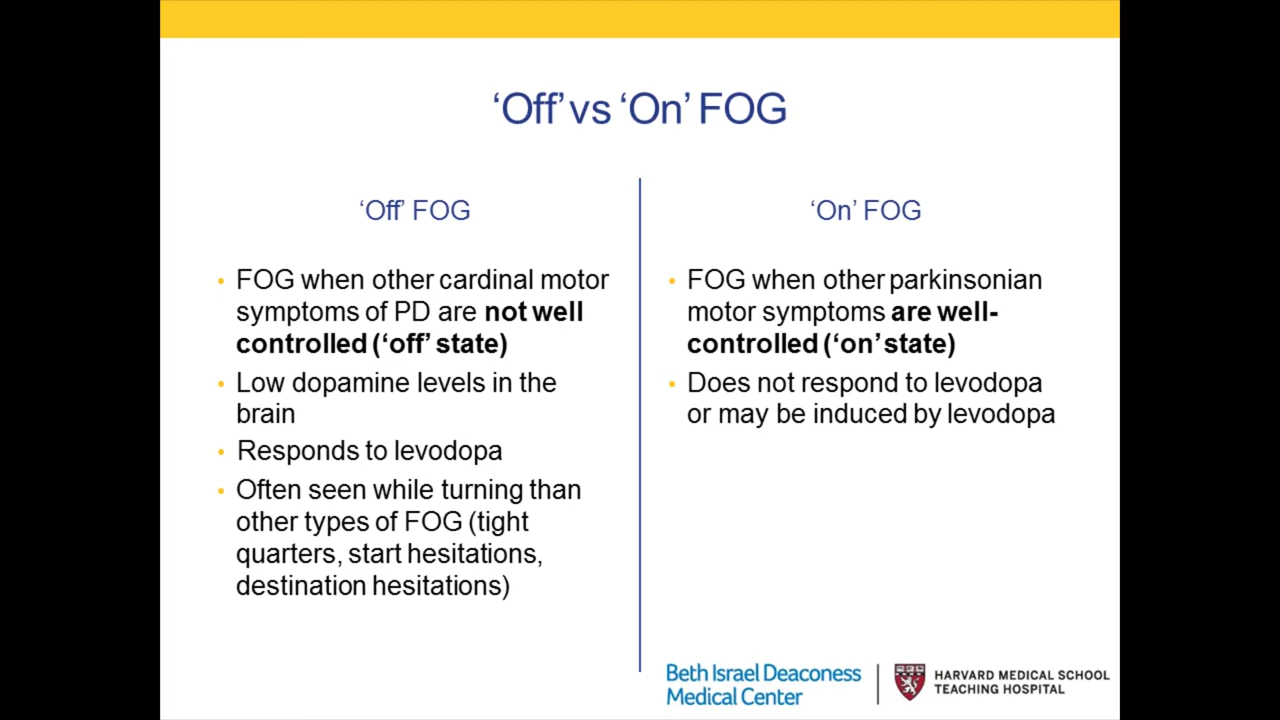 ‘Off’ vs ‘On’ FOG
‘Off’ FOG
• FOG when other cardinal motor
symptoms of PD are not well
controlled (‘off’ state)
• Low dopamine levels in the
brain
• Responds to levodopa
• Often seen while turning than
other types of FOG (tight
quarters, start hesitations,
destination hesitations)
‘On’ FOG
• FOG when other parkinsonian
motor symptoms are well-
controlled (‘on’ state)
• Does not respond to levodopa
or may be induced by levodopa
Beth Israel Deaconess
Medical Center
HARVARD MEDICAL SCHOOL
TEACHING HOSPITAL